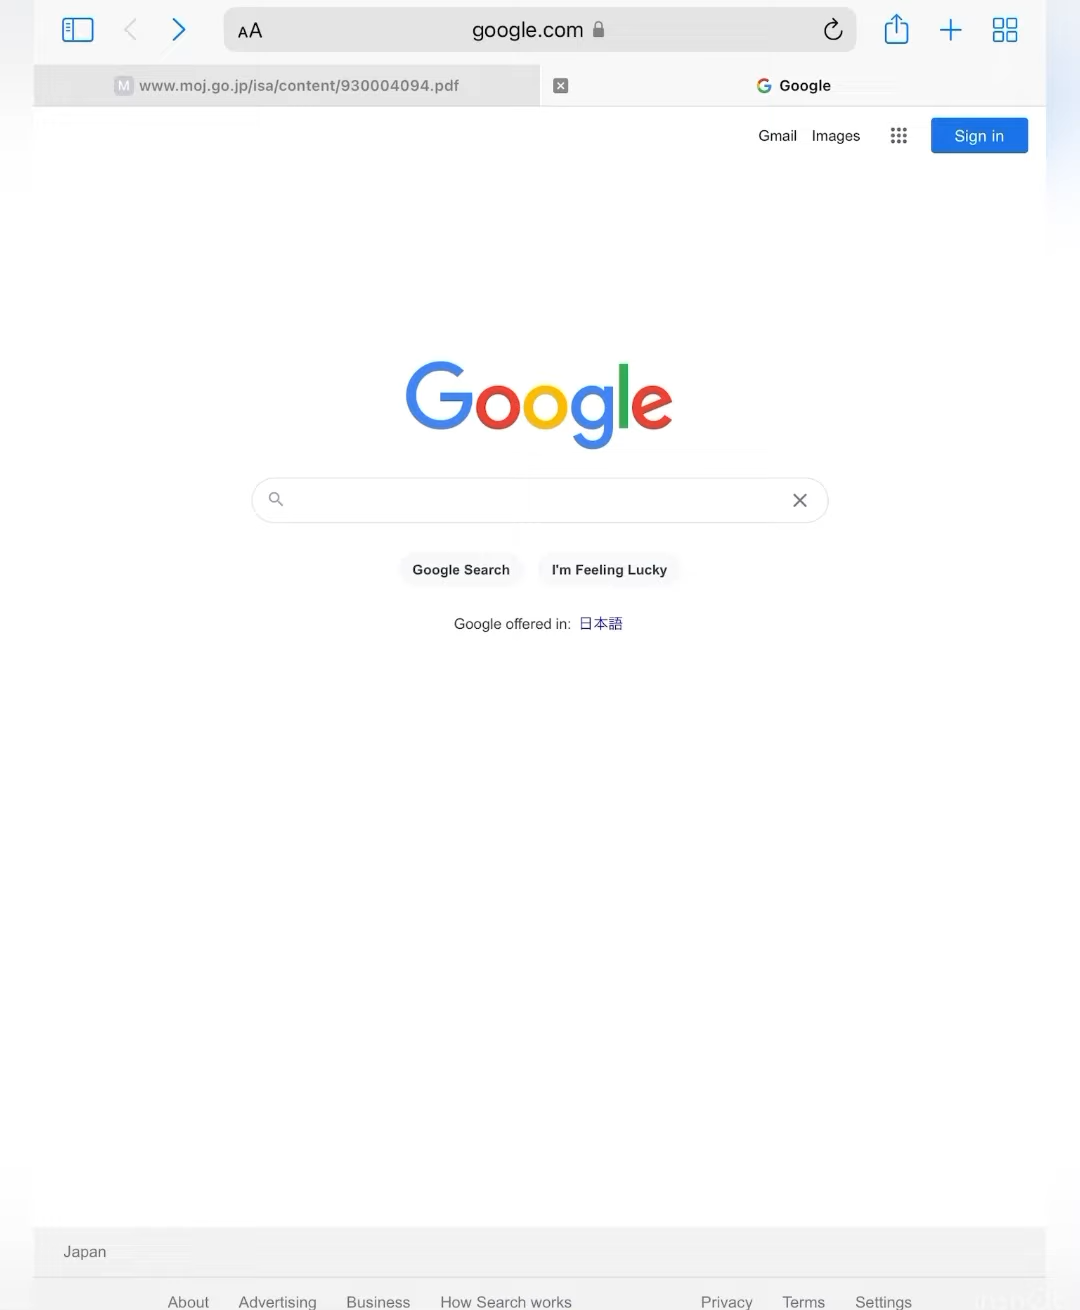 AA google.com
M www.moj.go.jp/isa/content/930004094.pdf
G Google
Gmail Images Sign in
Google
Google Search I'm Feeling Lucky
Google offered in: 日本語
Japan
About Advertising Business How Search works Privacy Terms Settings